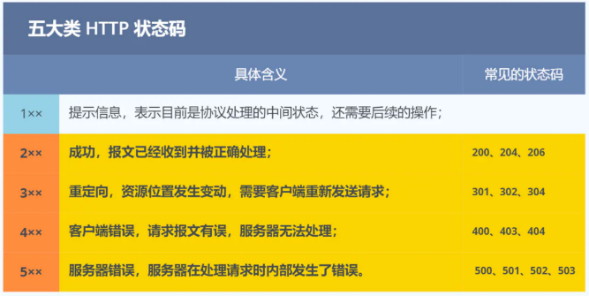 五大类 HTTP 状态码
具体含义 常见的状态码
1×× 提示信息，表示目前是协议处理的中间状态，还需要后续的操作；
2×× 成功，报文已经收到并被正确处理； 200、204、206
3×× 重定向，资源位置发生变动，需要客户端重新发送请求； 301、302、304
4×× 客户端错误，请求报文有误，服务器无法处理； 400、403、404
5×× 服务器错误，服务器在处理请求时内部发生了错误。 500、501、502、503